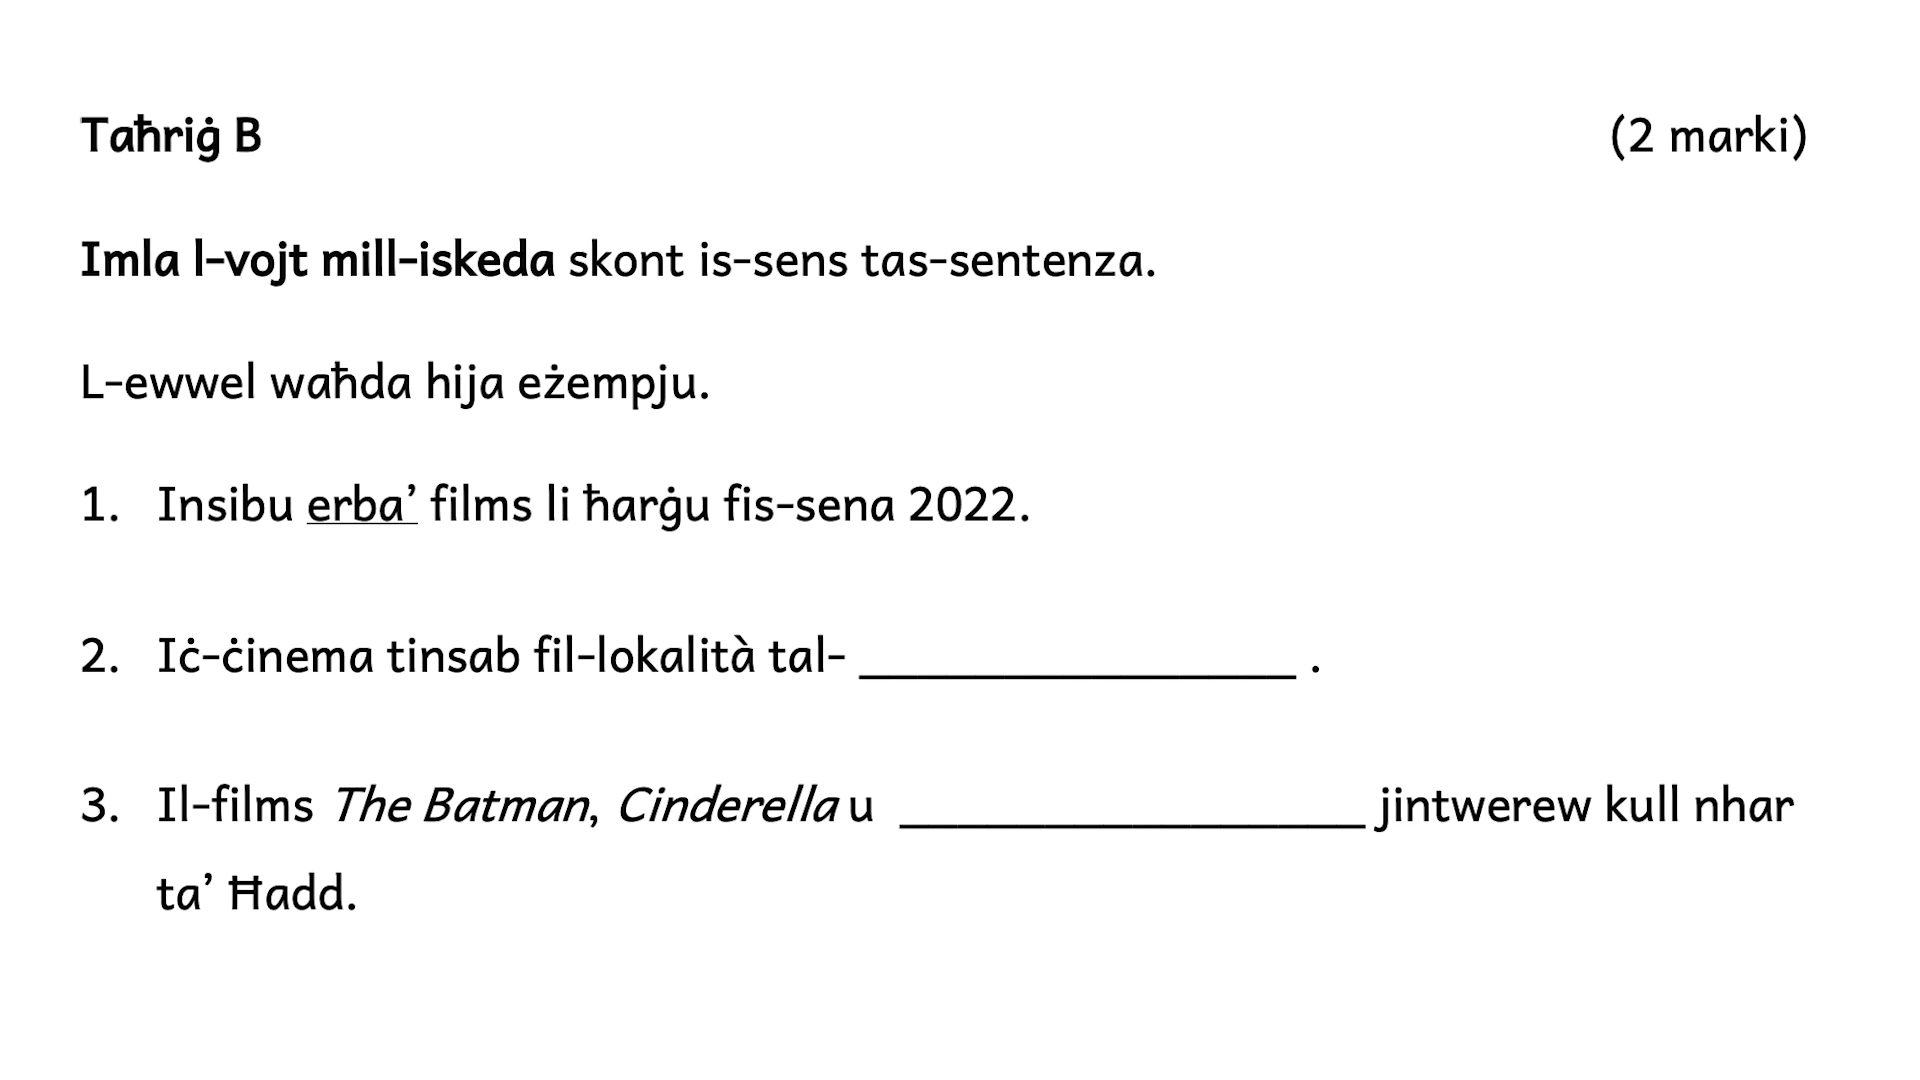 Taħriġ B (2 marki)
Imla l-vojt mill-iskeda skont is-sens tas-sentenza.
L-ewwel waħda hija eżempju.
1. Insibu erba’ films li ħarġu fis-sena 2022.
2. Iċ-ċinema tinsab fil-lokalità tal- _______________ .
3. Il-films The Batman, Cinderella u ________________ jintwerew kull nhar
ta’ Ħadd.